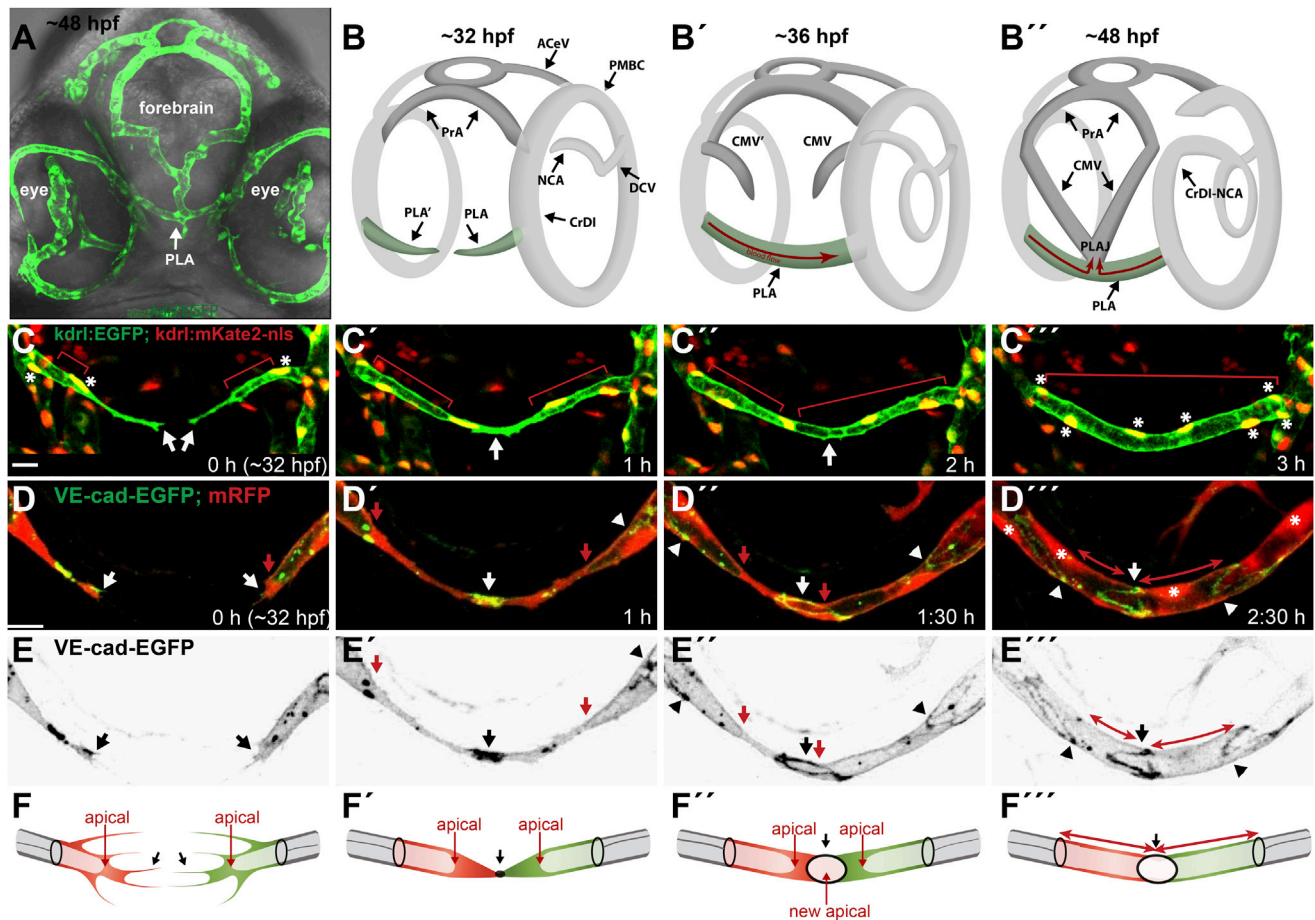 A
~48 hpf
forebrain
eye
eye
PLA
B
~32 hpf
ACeV
PMBC
PrA
NCA
DCV
CrDI
PLA'
PLA
B´
~36 hpf
CMV'
CMV
blood flow
PLA
B´´
~48 hpf
PrA
CMV
CrDI-NCA
PLAJ
PLA
C
kdrl:EGFP; kdrl:mKate2-nls
* * *
0 h (~32 hpf)
C´
1 h
C´´
2 h
C´´´
* * * * * *
3 h
D
VE-cad-EGFP; mRFP
0 h (~32 hpf)
D´
1 h
D´´
1:30 h
D´´´
* * * *
2:30 h
E
VE-cad-EGFP
E´
E´´
E´´´
F
apical
apical
F´
apical
apical
F´´
apical
apical
new apical
F´´´